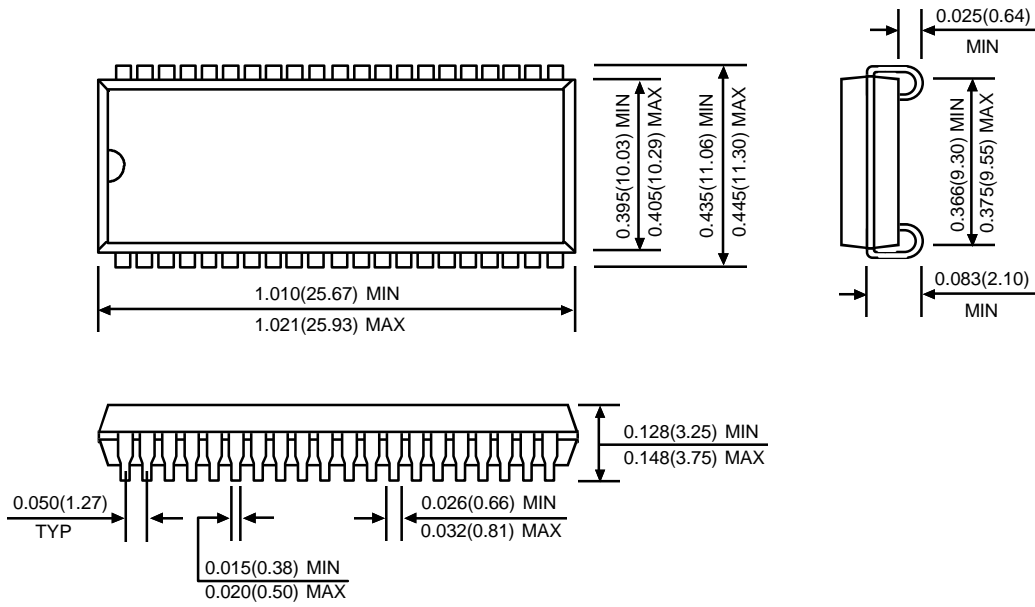 0.025(0.64)
MIN
0.395(10.03) MIN
0.405(10.29) MAX
0.435(11.06) MIN
0.445(11.30) MAX
0.366(9.30) MIN
0.375(9.55) MAX
1.010(25.67) MIN
1.021(25.93) MAX
0.083(2.10)
MIN
0.128(3.25) MIN
0.148(3.75) MAX
0.050(1.27)
TYP
0.026(0.66) MIN
0.032(0.81) MAX
0.015(0.38) MIN
0.020(0.50) MAX